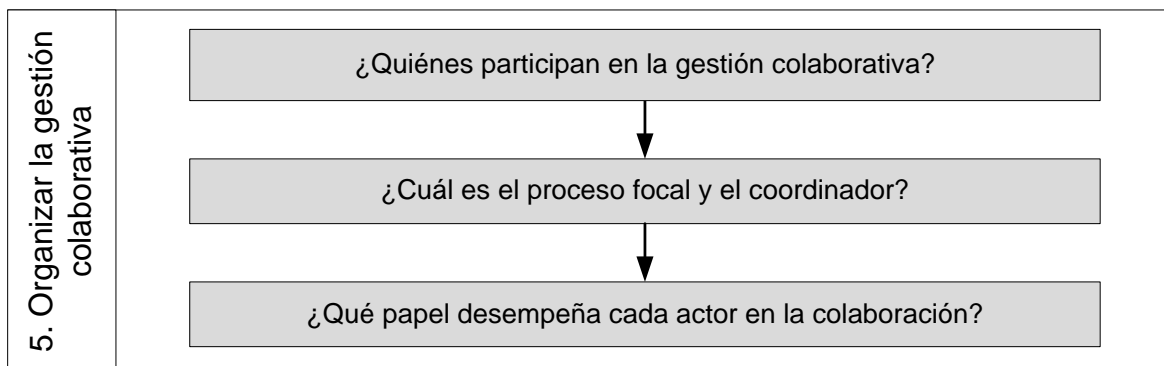 5. Organizar la gestión
colaborativa
¿Quiénes participan en la gestión colaborativa?
¿Cuál es el proceso focal y el coordinador?
¿Qué papel desempeña cada actor en la colaboración?